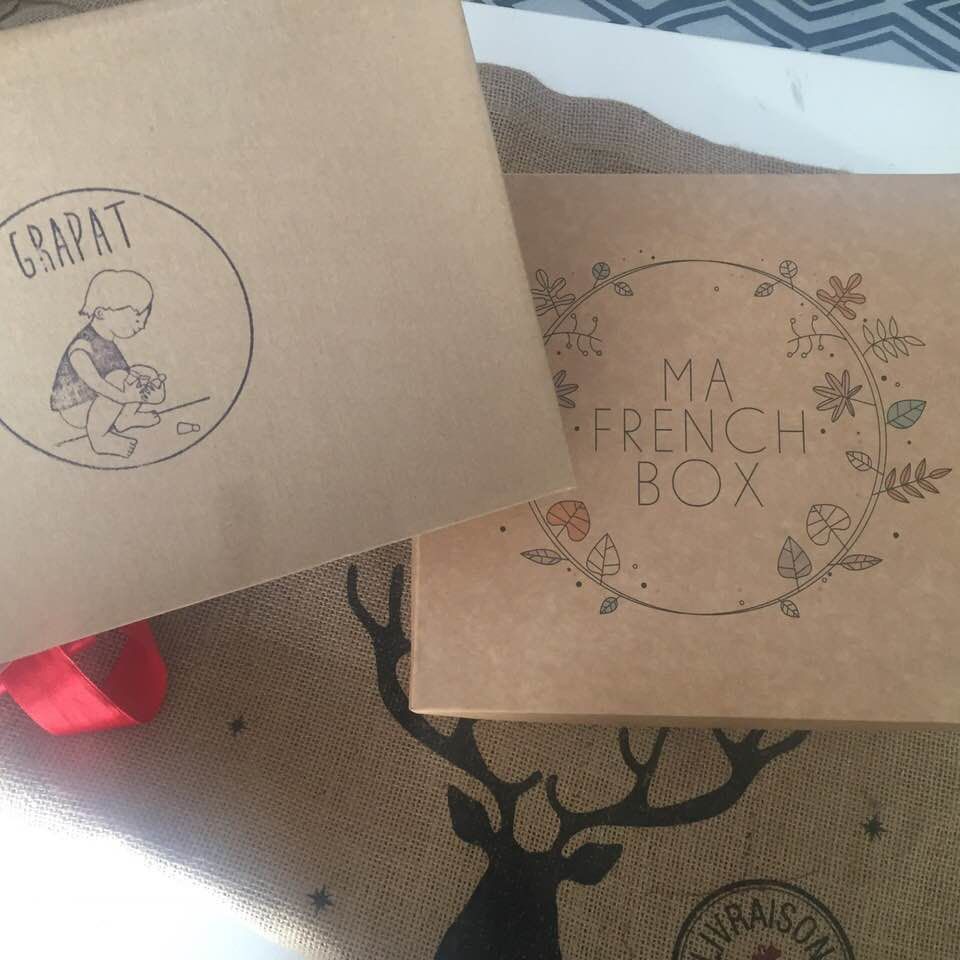 GRAPAT
MA
FRENCH
BOX
LIVRAISON